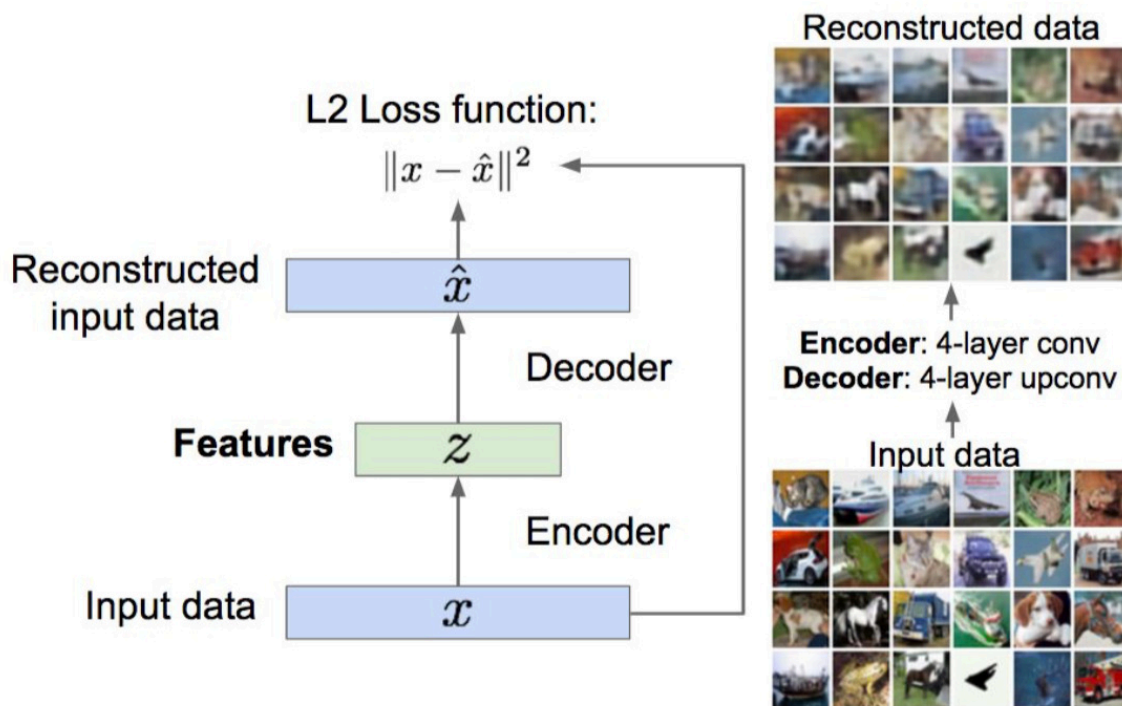 L2 Loss function:
‖x − x̂‖²
Reconstructed
input data
x̂
Decoder
Features
z
Encoder
Input data
x
Reconstructed data
Encoder: 4-layer conv
Decoder: 4-layer upconv
Input data